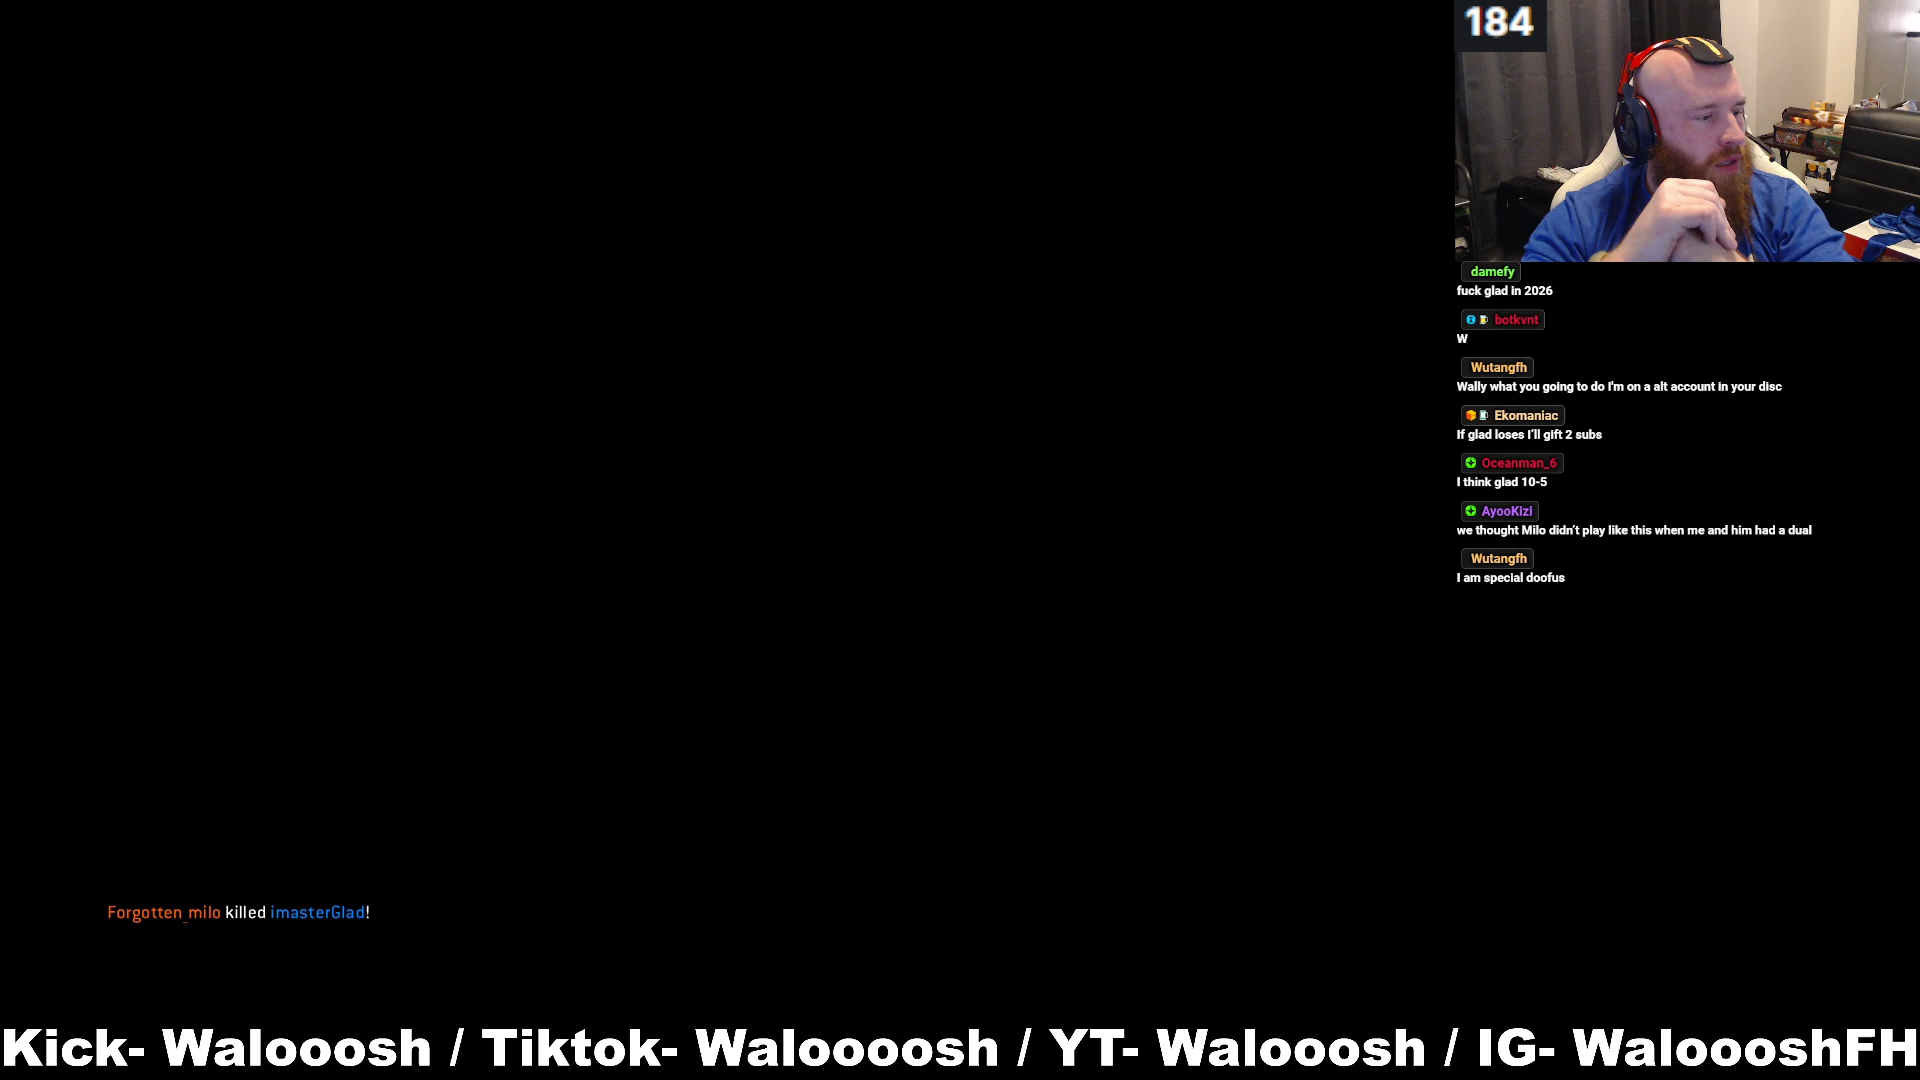 184
damefy
fuck glad in 2026
botkvnt
W
Wutangfh
Wally what you going to do I'm on a alt account in your disc
Ekomaniac
If glad loses I'll gift 2 subs
Oceanman_6
I think glad 10-5
AyooKizi
we thought Milo didn't play like this when me and him had a dual
Wutangfh
I am special doofus
Forgotten_milo killed imasterGlad!
Kick- Walooosh / Tiktok- Waloooosh / YT- Walooosh / IG- WaloooshFH